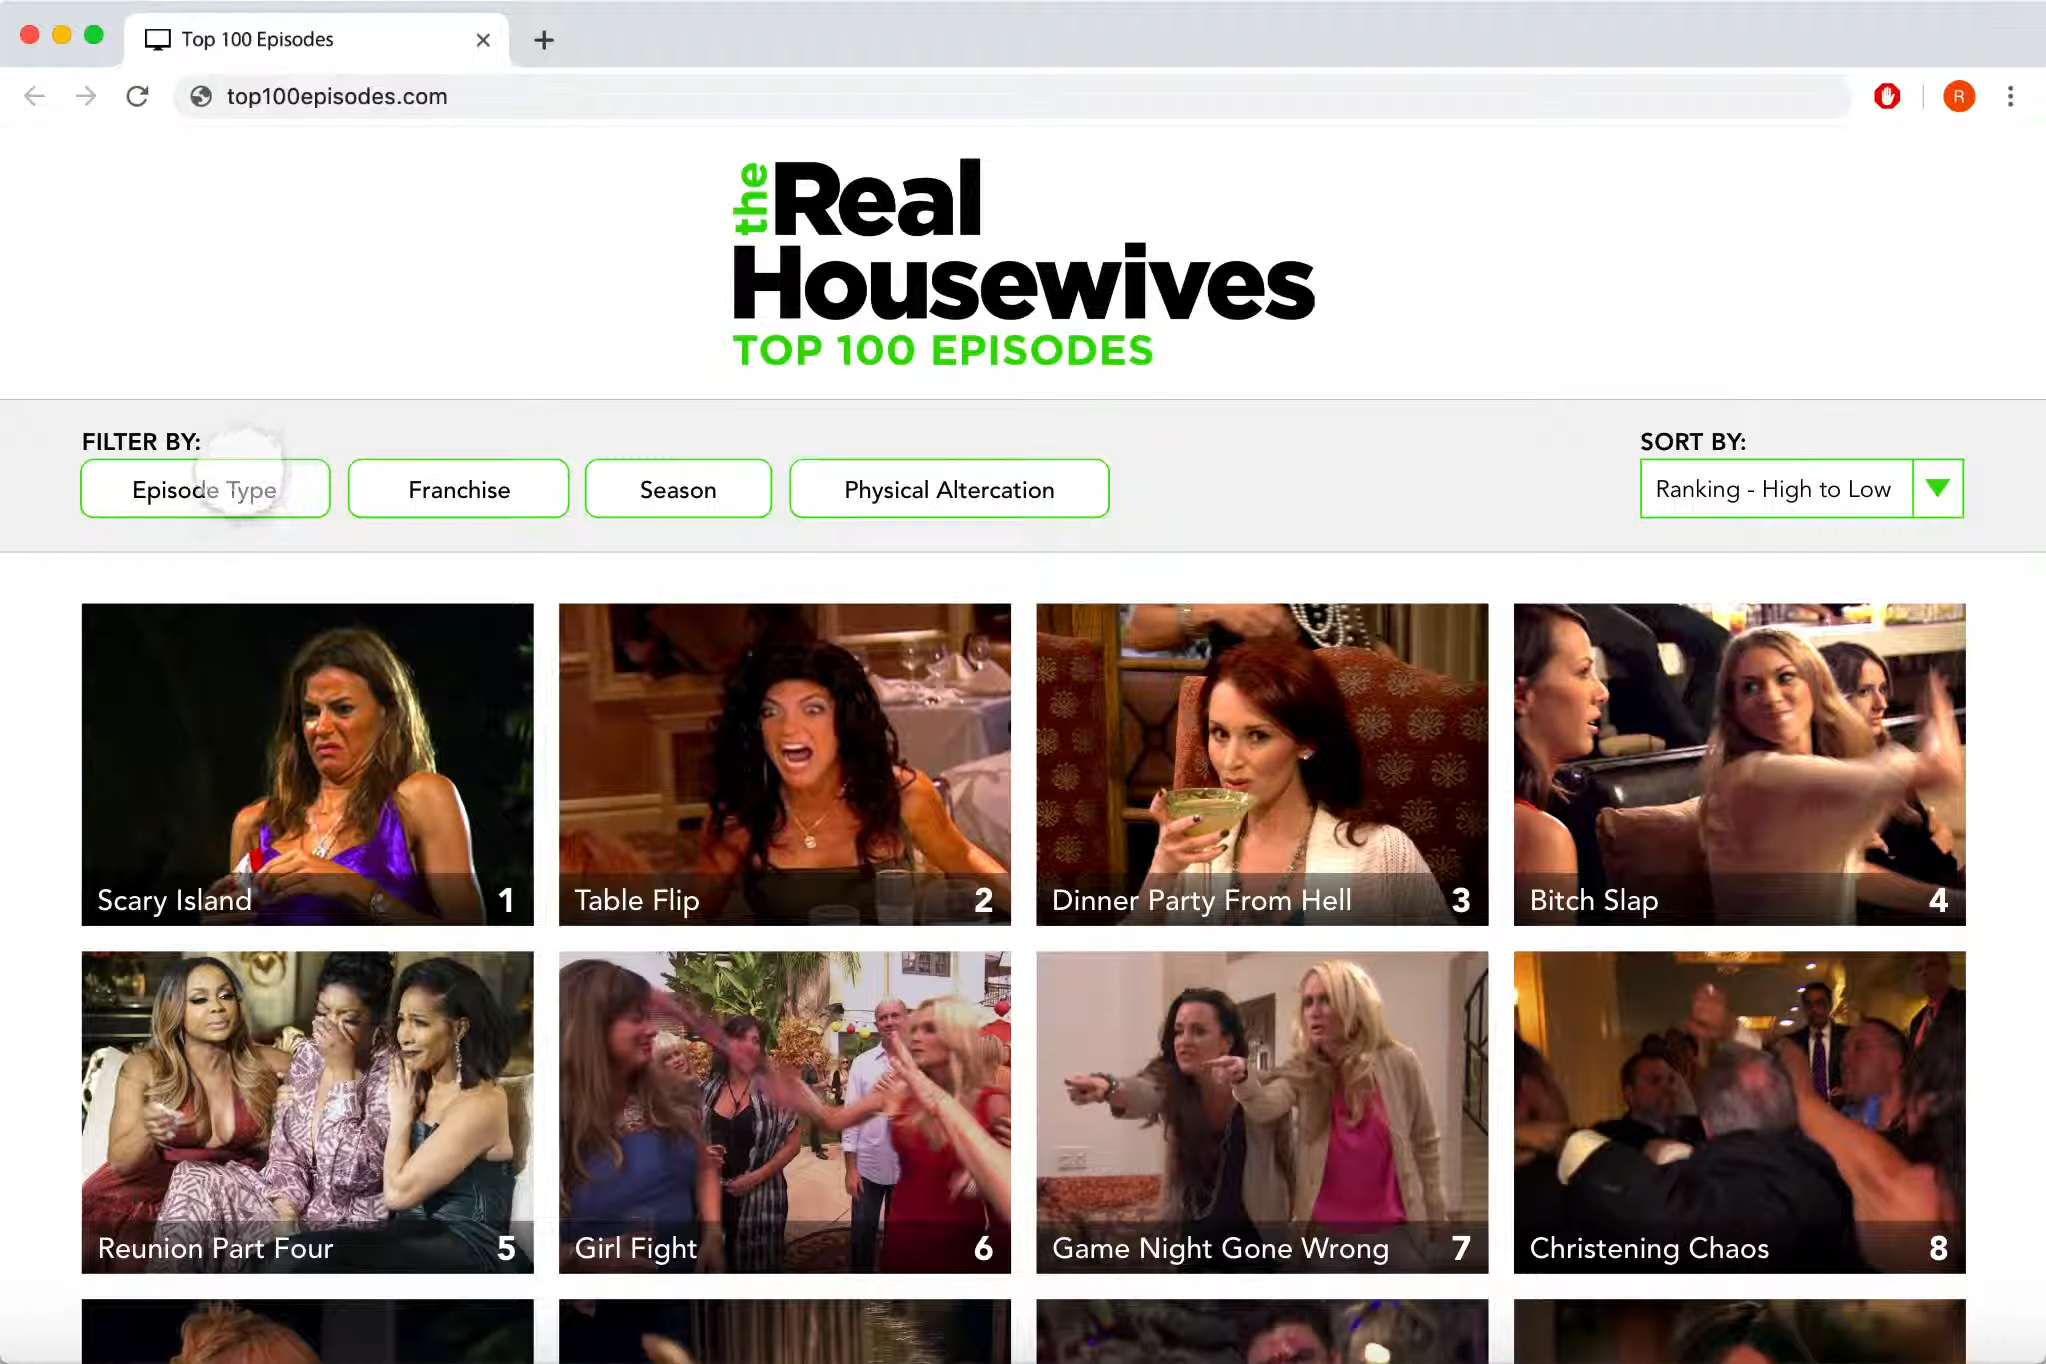 Top 100 Episodes
top100episodes.com
R
the Real
Housewives
TOP 100 EPISODES
FILTER BY:
Episode Type
Franchise
Season
Physical Altercation
SORT BY:
Ranking - High to Low
Scary Island 1
Table Flip 2
Dinner Party From Hell 3
Bitch Slap 4
Reunion Part Four 5
Girl Fight 6
Game Night Gone Wrong 7
Christening Chaos 8